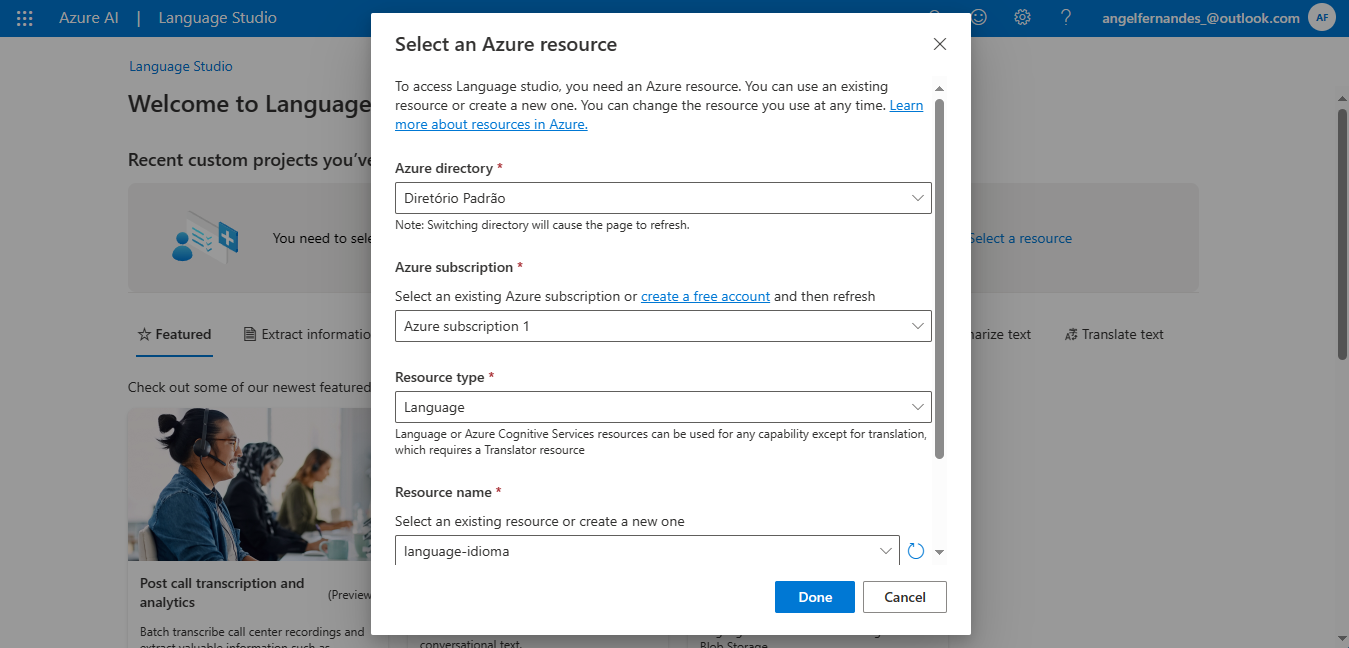 Azure AI | Language Studio
angelfernandes_@outlook.com
AF
Language Studio
Welcome to Language
Recent custom projects you've
You need to sele
Select a resource
Featured
Extract informatio
narize text
Translate text
Check out some of our newest featured
Post call transcription and
analytics
(Preview
Batch transcribe call center recordings and
extract valuable information such as
conversational text.
Blob Storage.
Select an Azure resource
To access Language studio, you need an Azure resource. You can use an existing
resource or create a new one. You can change the resource you use at any time. Learn
more about resources in Azure.
Azure directory *
Diretório Padrão
Note: Switching directory will cause the page to refresh.
Azure subscription *
Select an existing Azure subscription or create a free account and then refresh
Azure subscription 1
Resource type *
Language
Language or Azure Cognitive Services resources can be used for any capability except for translation,
which requires a Translator resource
Resource name *
Select an existing resource or create a new one
language-idioma
Done
Cancel